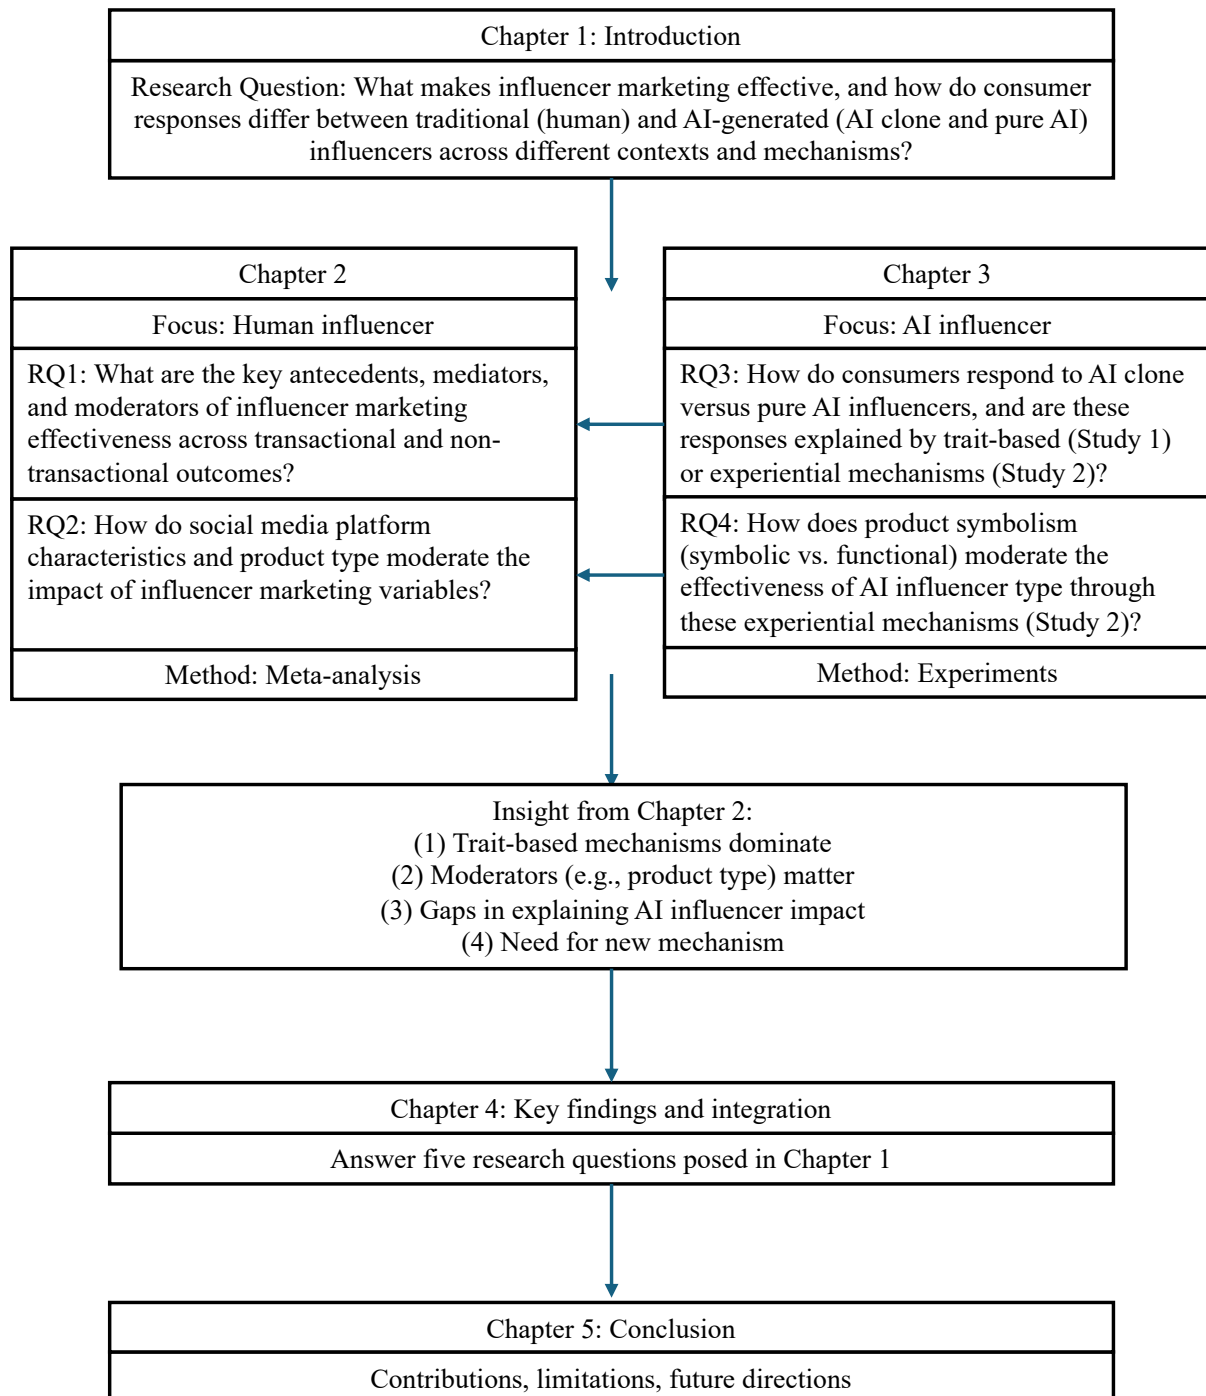 Chapter 1: Introduction
Research Question: What makes influencer marketing effective, and how do consumer
responses differ between traditional (human) and AI-generated (AI clone and pure AI)
influencers across different contexts and mechanisms?
Chapter 2
Focus: Human influencer
RQ1: What are the key antecedents, mediators,
and moderators of influencer marketing
effectiveness across transactional and non-
transactional outcomes?
RQ2: How do social media platform
characteristics and product type moderate the
impact of influencer marketing variables?
Method: Meta-analysis
Chapter 3
Focus: AI influencer
RQ3: How do consumers respond to AI clone
versus pure AI influencers, and are these
responses explained by trait-based (Study 1)
or experiential mechanisms (Study 2)?
RQ4: How does product symbolism
(symbolic vs. functional) moderate the
effectiveness of AI influencer type through
these experiential mechanisms (Study 2)?
Method: Experiments
Insight from Chapter 2:
(1) Trait-based mechanisms dominate
(2) Moderators (e.g., product type) matter
(3) Gaps in explaining AI influencer impact
(4) Need for new mechanism
Chapter 4: Key findings and integration
Answer five research questions posed in Chapter 1
Chapter 5: Conclusion
Contributions, limitations, future directions